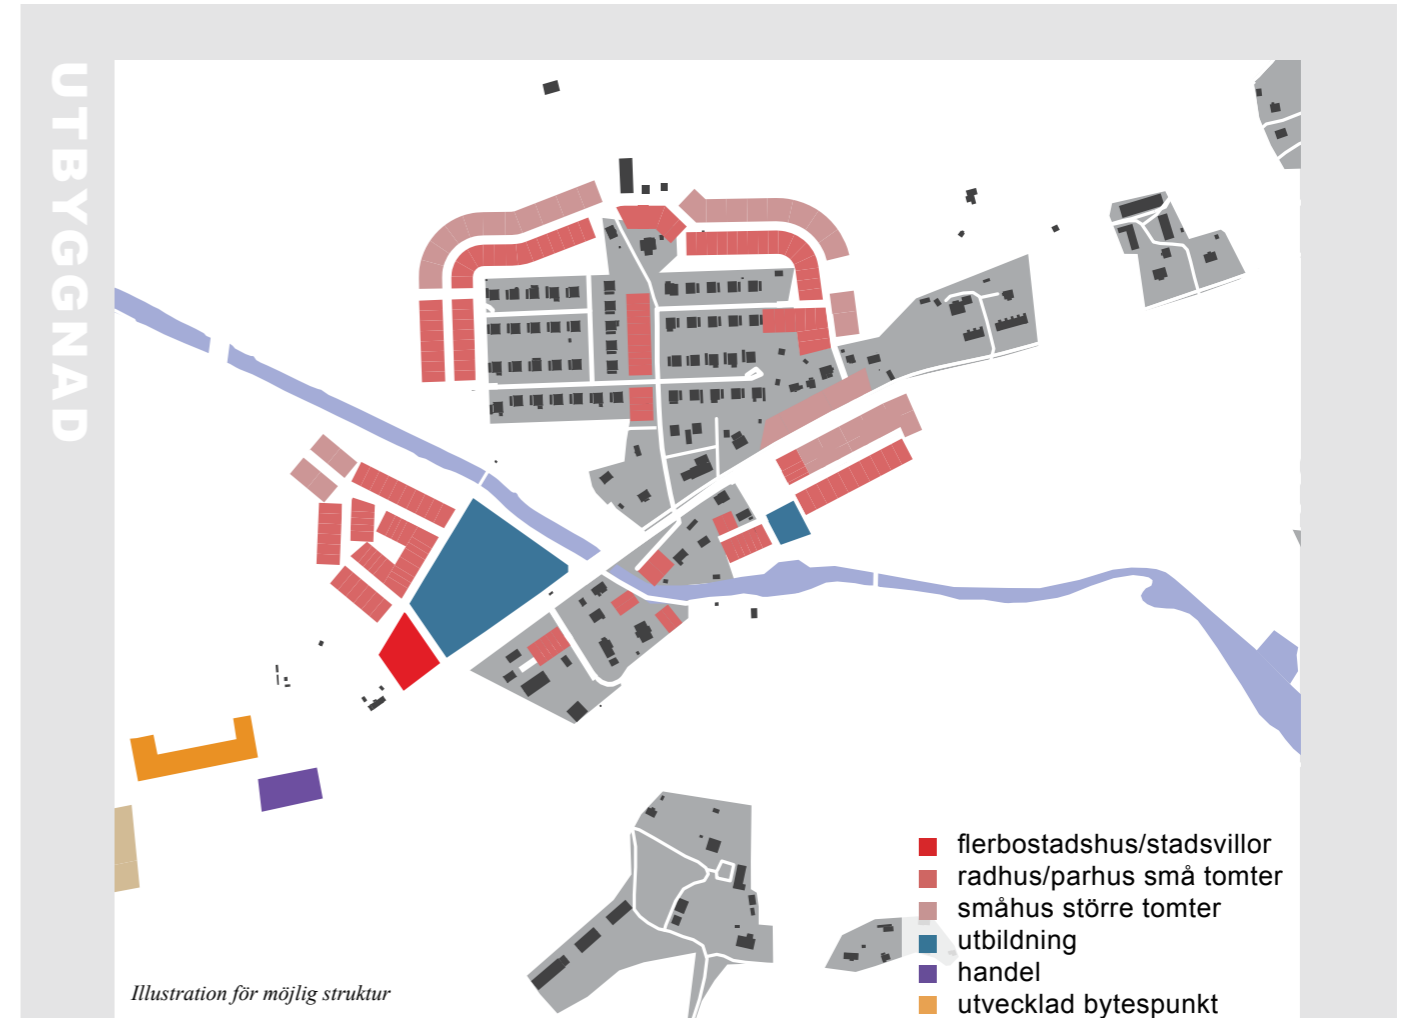 UTBYGGNAD
flerbostadshus/stadsvillor
radhus/parhus små tomter
småhus större tomter
utbildning
handel
utvecklad bytespunkt
Illustration för möjlig struktur